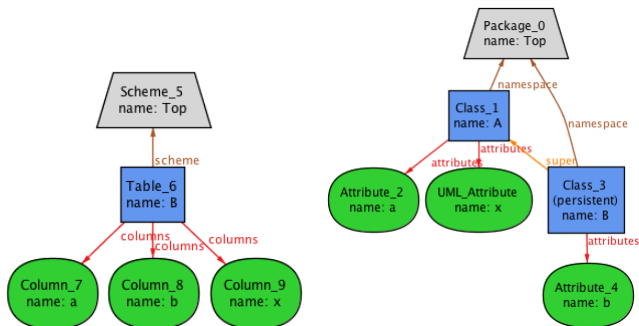 Package_0
name: Top
Scheme_5
name: Top
namespace
Class_1
name: A
namespace
scheme
attributes
attributes
super
Table_6
name: B
Attribute_2
name: a
UML_Attribute
name: x
Class_3
(persistent)
name: B
columns
columns
columns
attributes
Column_7
name: a
Column_8
name: b
Column_9
name: x
Attribute_4
name: b